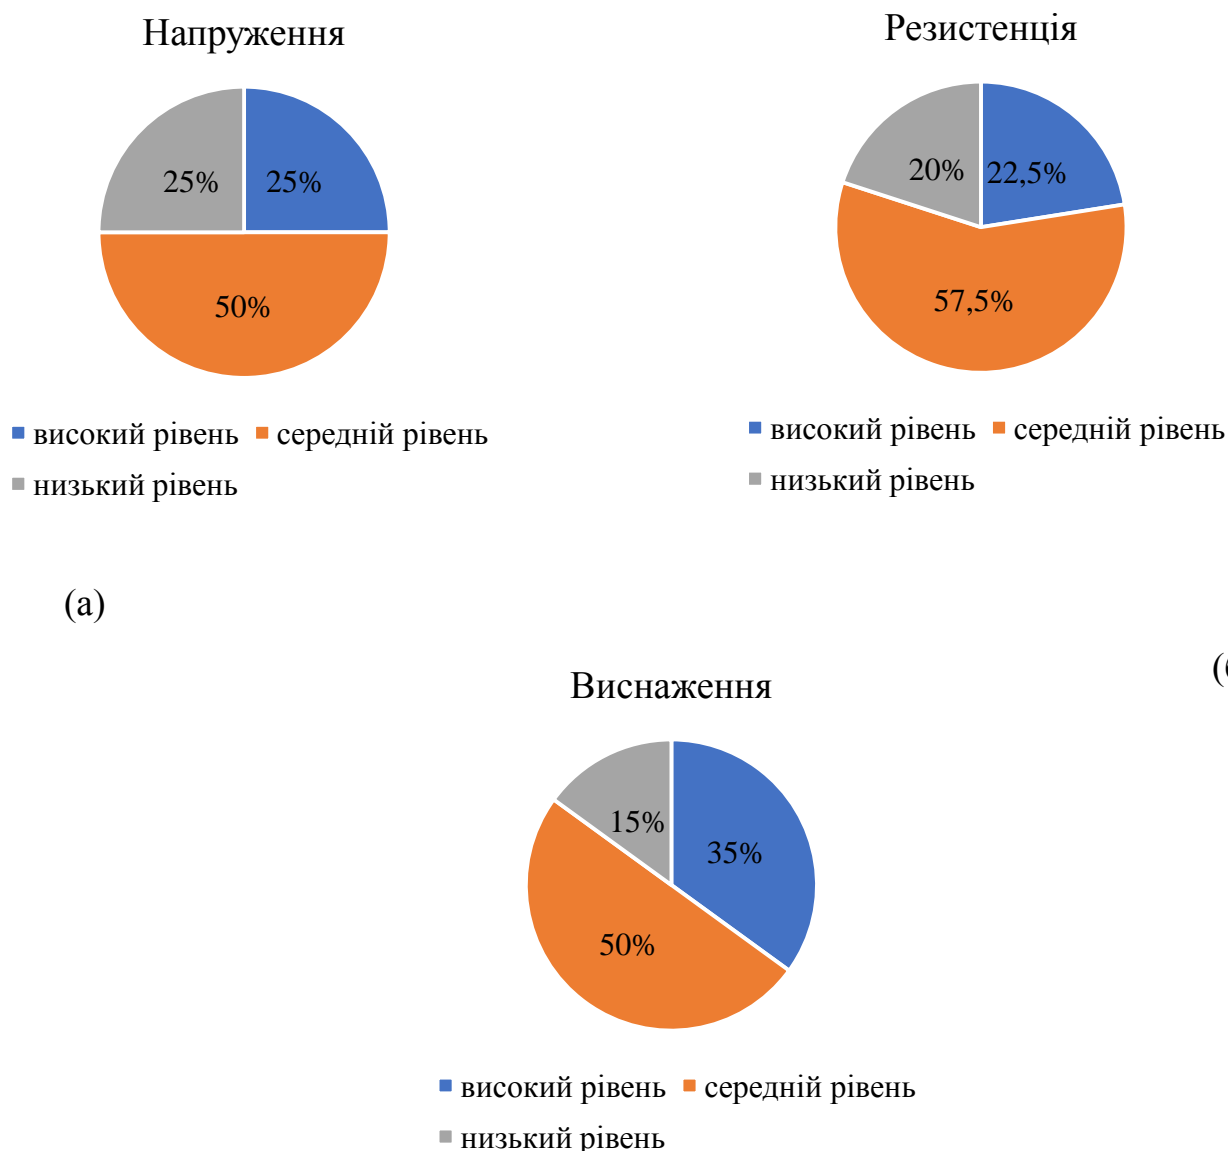 Напруження
25% 25%
50%
високий рівень середній рівень
низький рівень
(а)
Резистенція
20% 22,5%
57,5%
високий рівень середній рівень
низький рівень
Виснаження
15% 35%
50%
високий рівень середній рівень
низький рівень